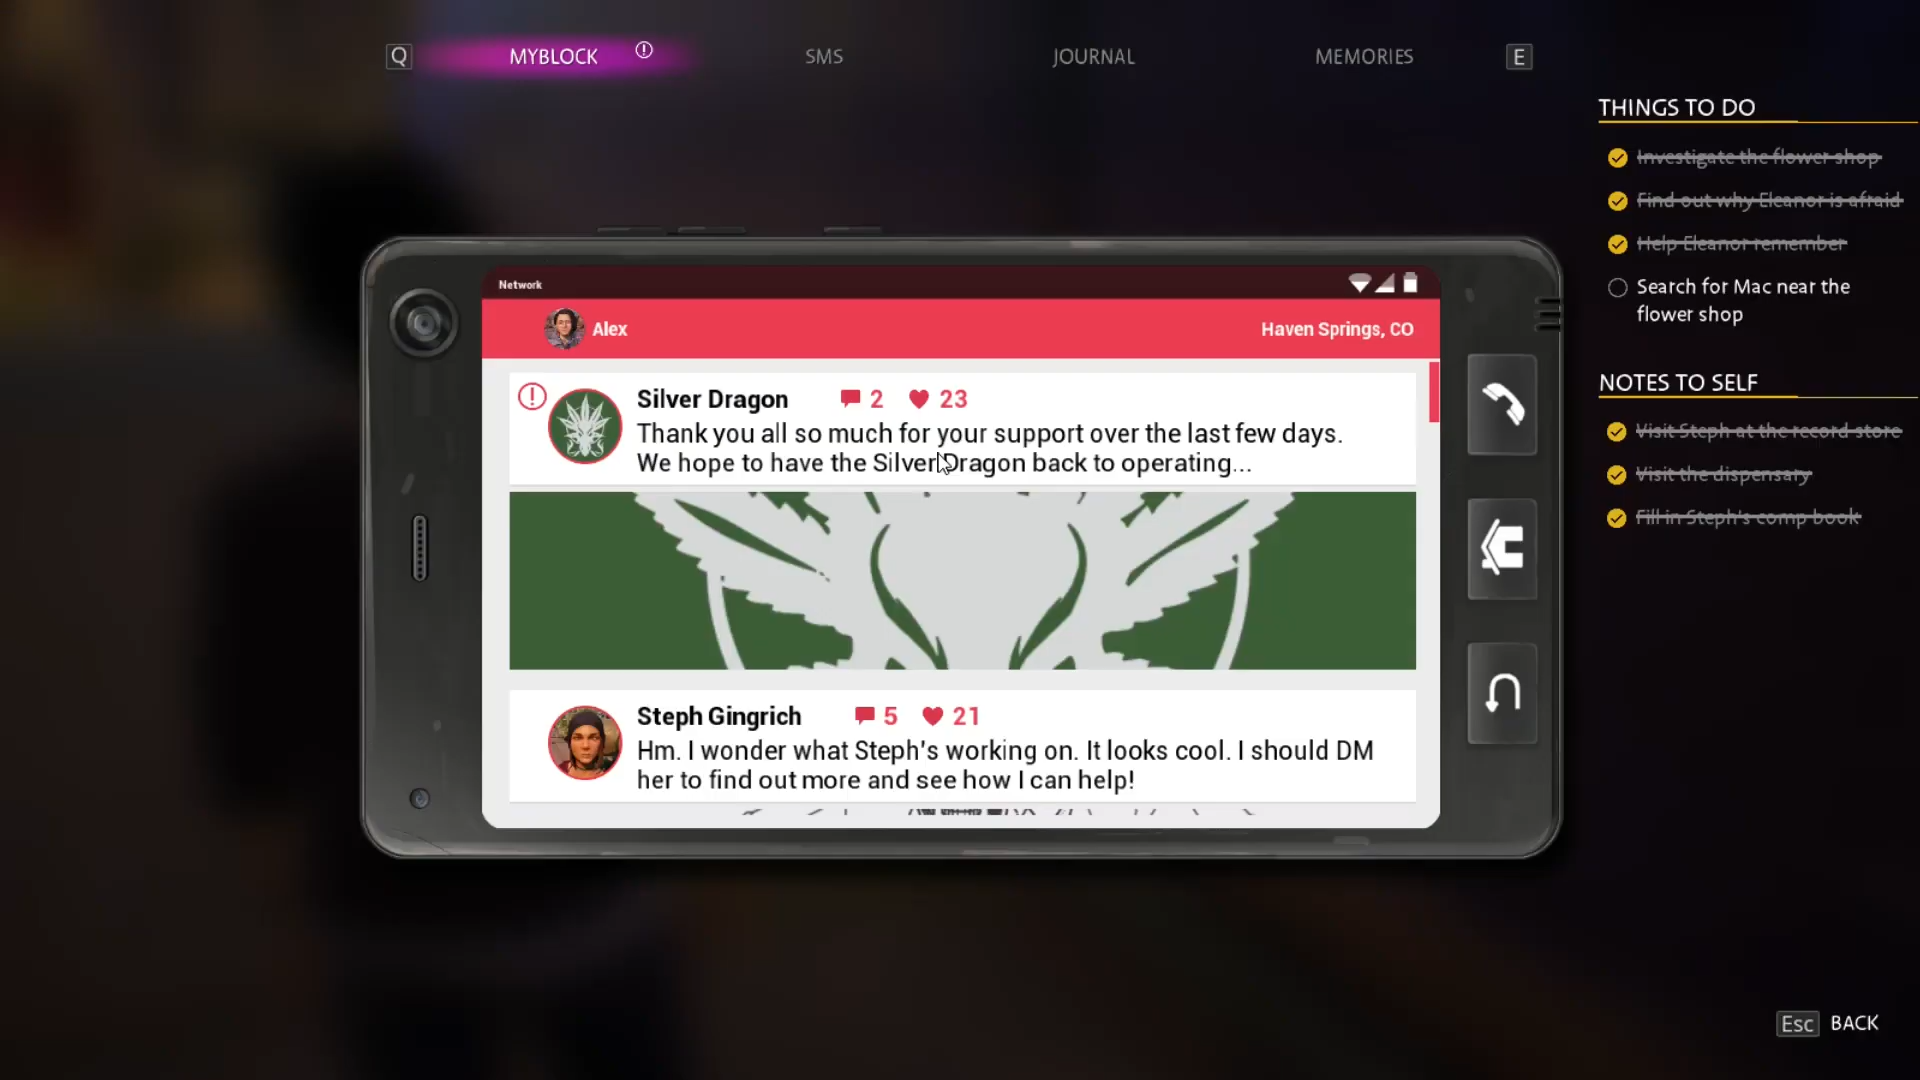 Q
MYBLOCK
SMS
JOURNAL
MEMORIES
E
THINGS TO DO
Investigate the flower shop
Find out why Eleanor is afraid
Help Eleanor remember
Search for Mac near the
flower shop
NOTES TO SELF
Visit Steph at the record store
Visit the dispensary
Fill in Steph's comp book
Network
Alex
Haven Springs, CO
Silver Dragon 2 23
Thank you all so much for your support over the last few days.
We hope to have the Silver Dragon back to operating...
Steph Gingrich 5 21
Hm. I wonder what Steph's working on. It looks cool. I should DM
her to find out more and see how I can help!
Esc BACK